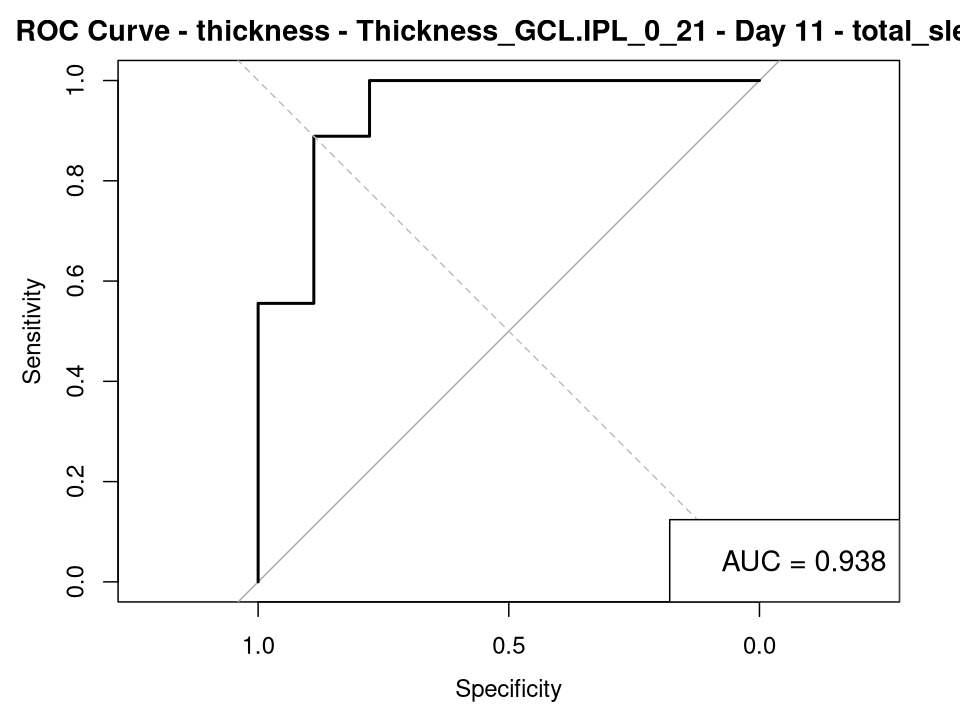 ROC Curve - thickness - Thickness_GCL.IPL_0_21 - Day 11 - total_sle
1.0
0.8
0.6
0.4
0.2
0.0
Sensitivity
AUC = 0.938
1.0 0.5 0.0
Specificity